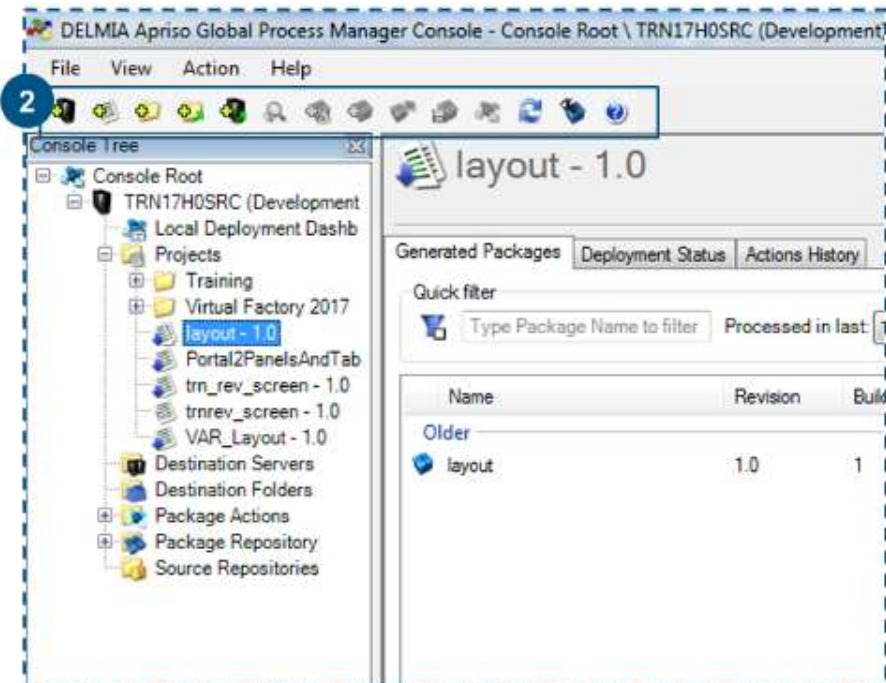 DELMIA Apriso Global Process Manager Console - Console Root \ TRN17H0SRC (Development)
File View Action Help
2
Console Tree
layout - 1.0
Console Root
TRN17H0SRC (Development
Local Deployment Dashb
Projects
Training
Virtual Factory 2017
layout - 1.0
Portal2PanelsAndTab
trn_rev_screen - 1.0
trnrev_screen - 1.0
VAR_Layout - 1.0
Destination Servers
Destination Folders
Package Actions
Package Repository
Source Repositories
Generated Packages Deployment Status Actions History
Quick filter
Type Package Name to filter Processed in last:
Name Revision Build
Older
layout 1.0 1